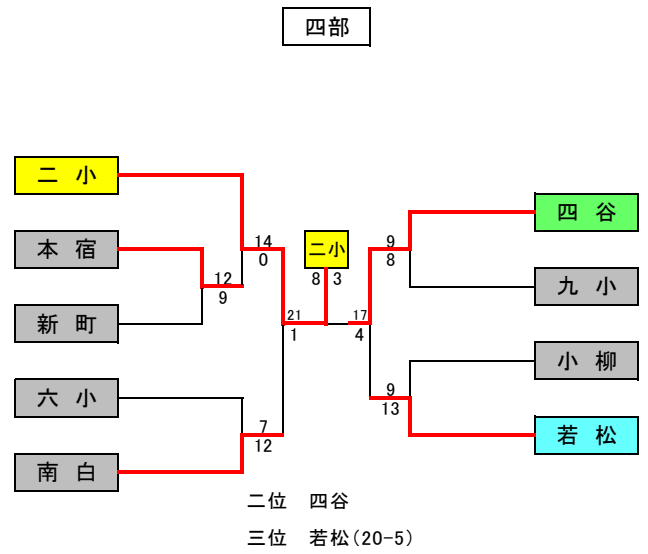 四部
二 小
四 谷
本 宿
14
0
二小
9
8
12
9
8 3
九 小
新 町
21
1
17
4
小 柳
六 小
9
13
7
12
若 松
南 白
二位 四谷
三位 若松(20-5)